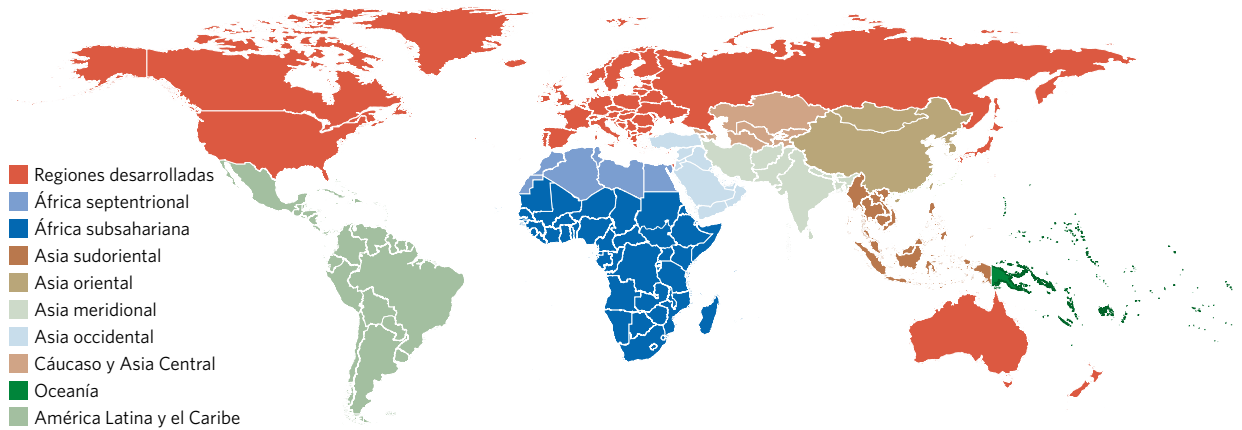 Regiones desarrolladas
África septentrional
África subsahariana
Asia sudoriental
Asia oriental
Asia meridional
Asia occidental
Cáucaso y Asia Central
Oceanía
América Latina y el Caribe